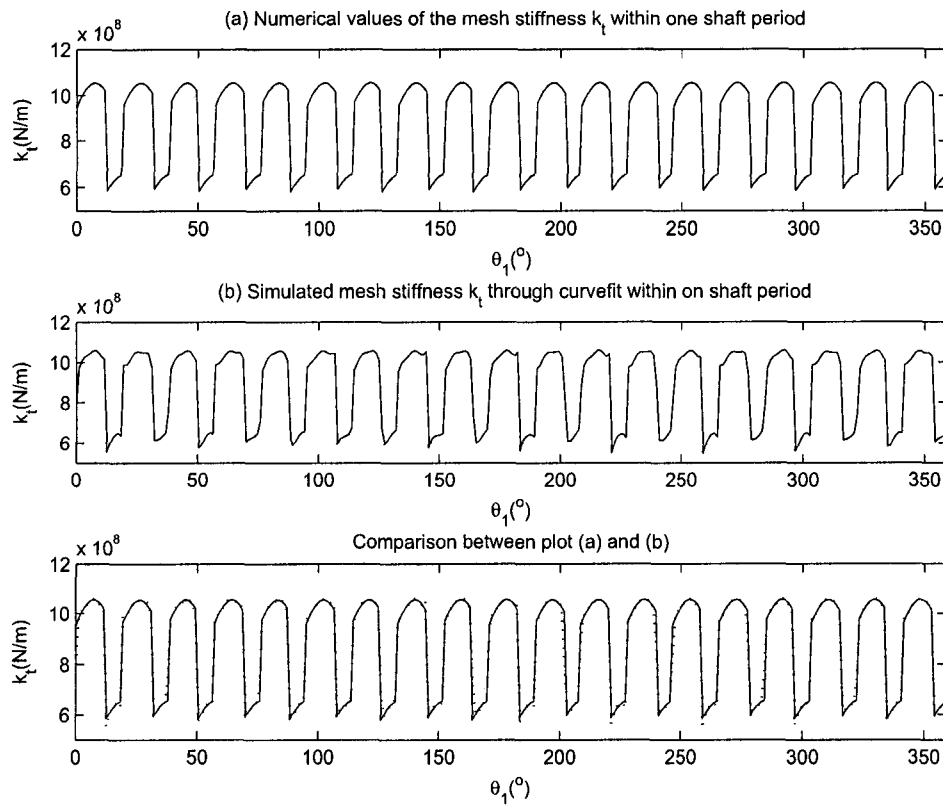 (a) Numerical values of the mesh stiffness k_t within one shaft period
x 10^8
12
10
8
6
k_t(N/m)
0 50 100 150 200 250 300 350
θ_1(°)
(b) Simulated mesh stiffness k_t through curvefit within on shaft period
x 10^8
12
10
8
6
k_t(N/m)
0 50 100 150 200 250 300 350
θ_1(°)
Comparison between plot (a) and (b)
x 10^8
12
10
8
6
k_t(N/m)
0 50 100 150 200 250 300 350
θ_1(°)